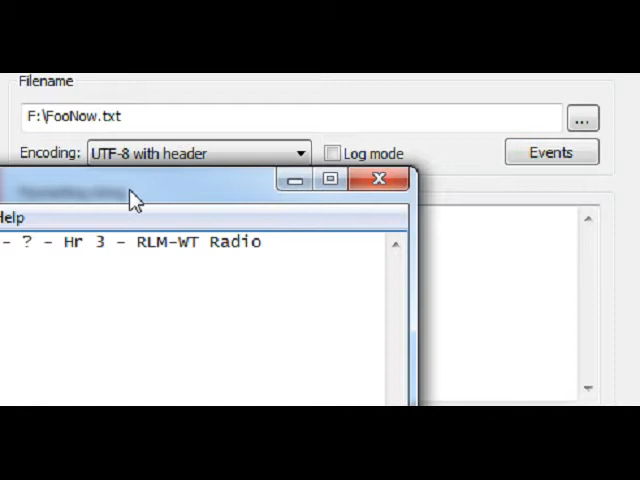 Filename
F:\FooNow.txt
...
Encoding: UTF-8 with header Log mode Events
Help
- ? - Hr 3 - RLM-WT Radio